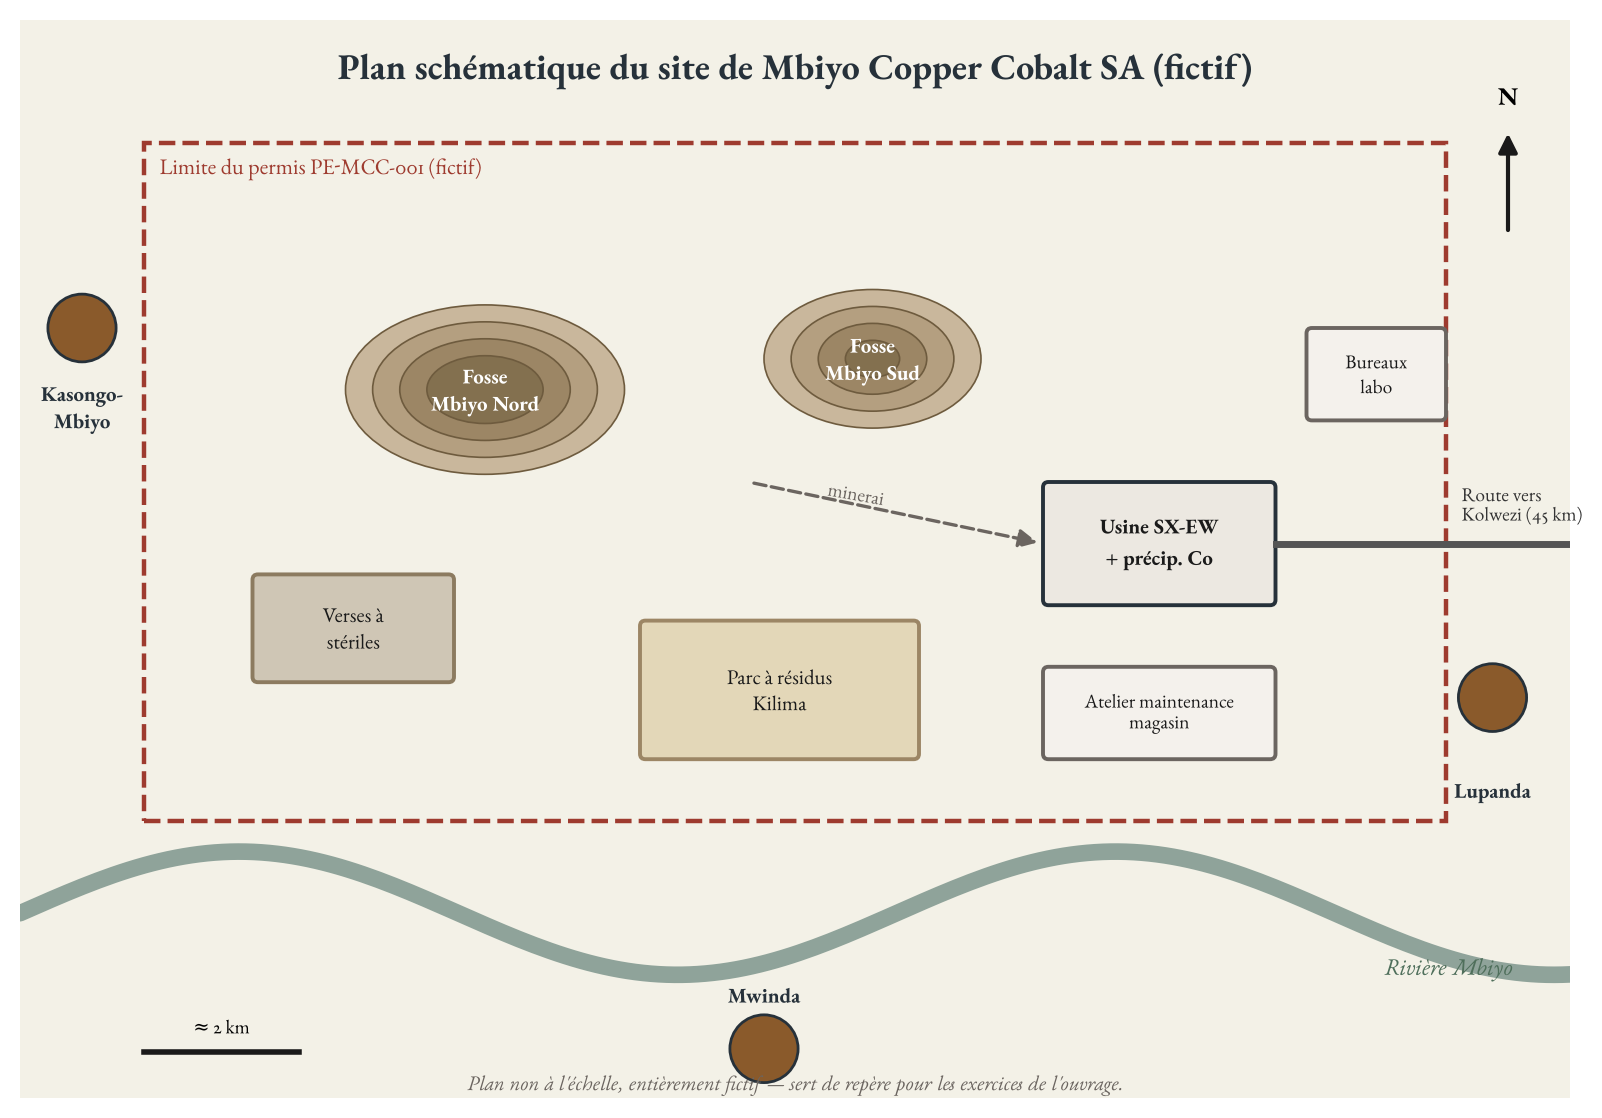 Plan schématique du site de Mbiyo Copper Cobalt SA (fictif)
N
Limite du permis PE-MCC-001 (fictif)
Kasongo-
Mbiyo
Fosse
Mbiyo Nord
Fosse
Mbiyo Sud
Bureaux
labo
minerai
Usine SX-EW
+ précip. Co
Route vers
Kolwezi (45 km)
Verses à
stériles
Parc à résidus
Kilima
Atelier maintenance
magasin
Lupanda
Rivière Mbiyo
Mwinda
≈ 2 km
Plan non à l'échelle, entièrement fictif — sert de repère pour les exercices de l'ouvrage.